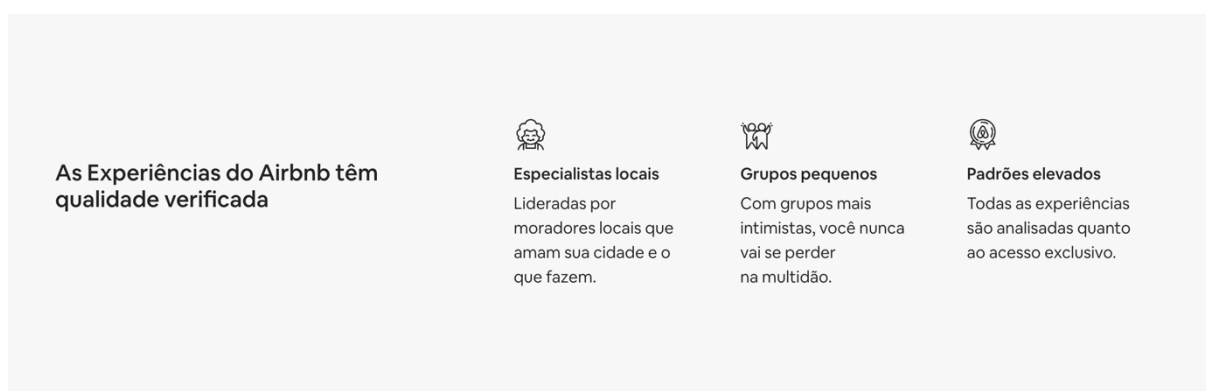 As Experiências do Airbnb têm
qualidade verificada
Especialistas locais
Lideradas por
moradores locais que
amam sua cidade e o
que fazem.
Grupos pequenos
Com grupos mais
intimistas, você nunca
vai se perder
na multidão.
Padrões elevados
Todas as experiências
são analisadas quanto
ao acesso exclusivo.